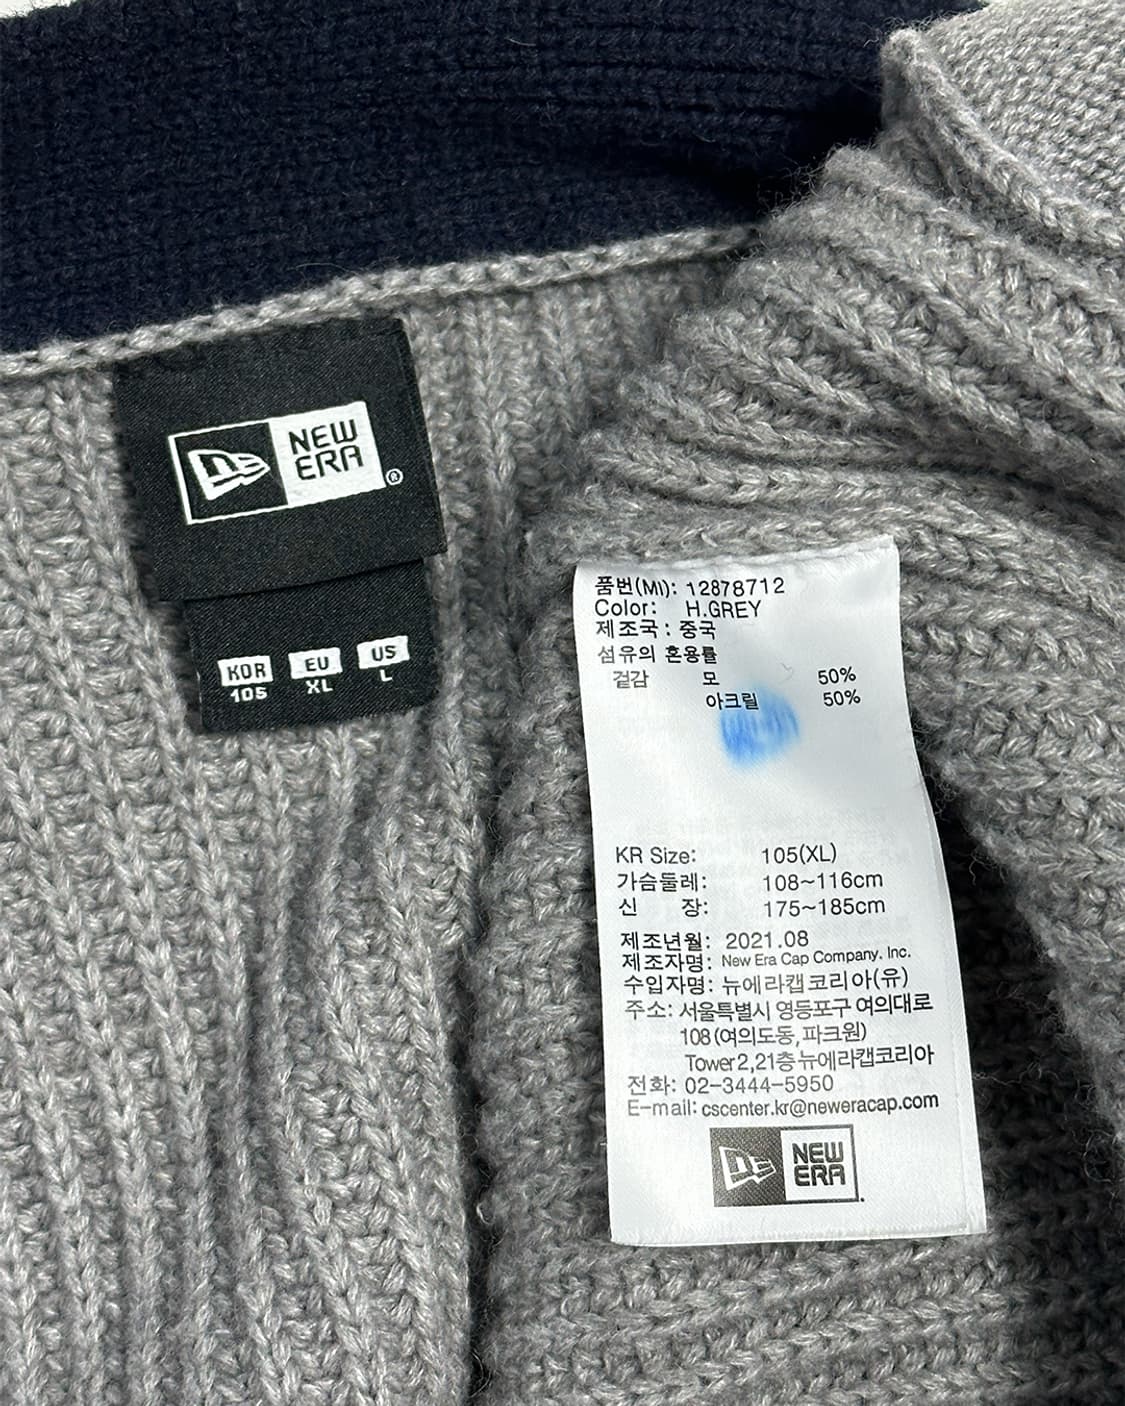 NEW
ERA
®
KOR EU US
105 XL L
품번(MI): 12878712
Color: H.GREY
제조국 : 중국
섬유의 혼용률
겉감 모 50%
아크릴 50%
KR Size: 105(XL)
가슴둘레: 108~116cm
신 장: 175~185cm
제조년월: 2021.08
제조자명: New Era Cap Company, Inc.
수입자명: 뉴에라캡코리아(유)
주소: 서울특별시 영등포구 여의대로
108(여의도동,파크원)
Tower2,21층뉴에라캡코리아
전화: 02-3444-5950
E-mail: cscenter.kr@neweracap.com
NEW
ERA